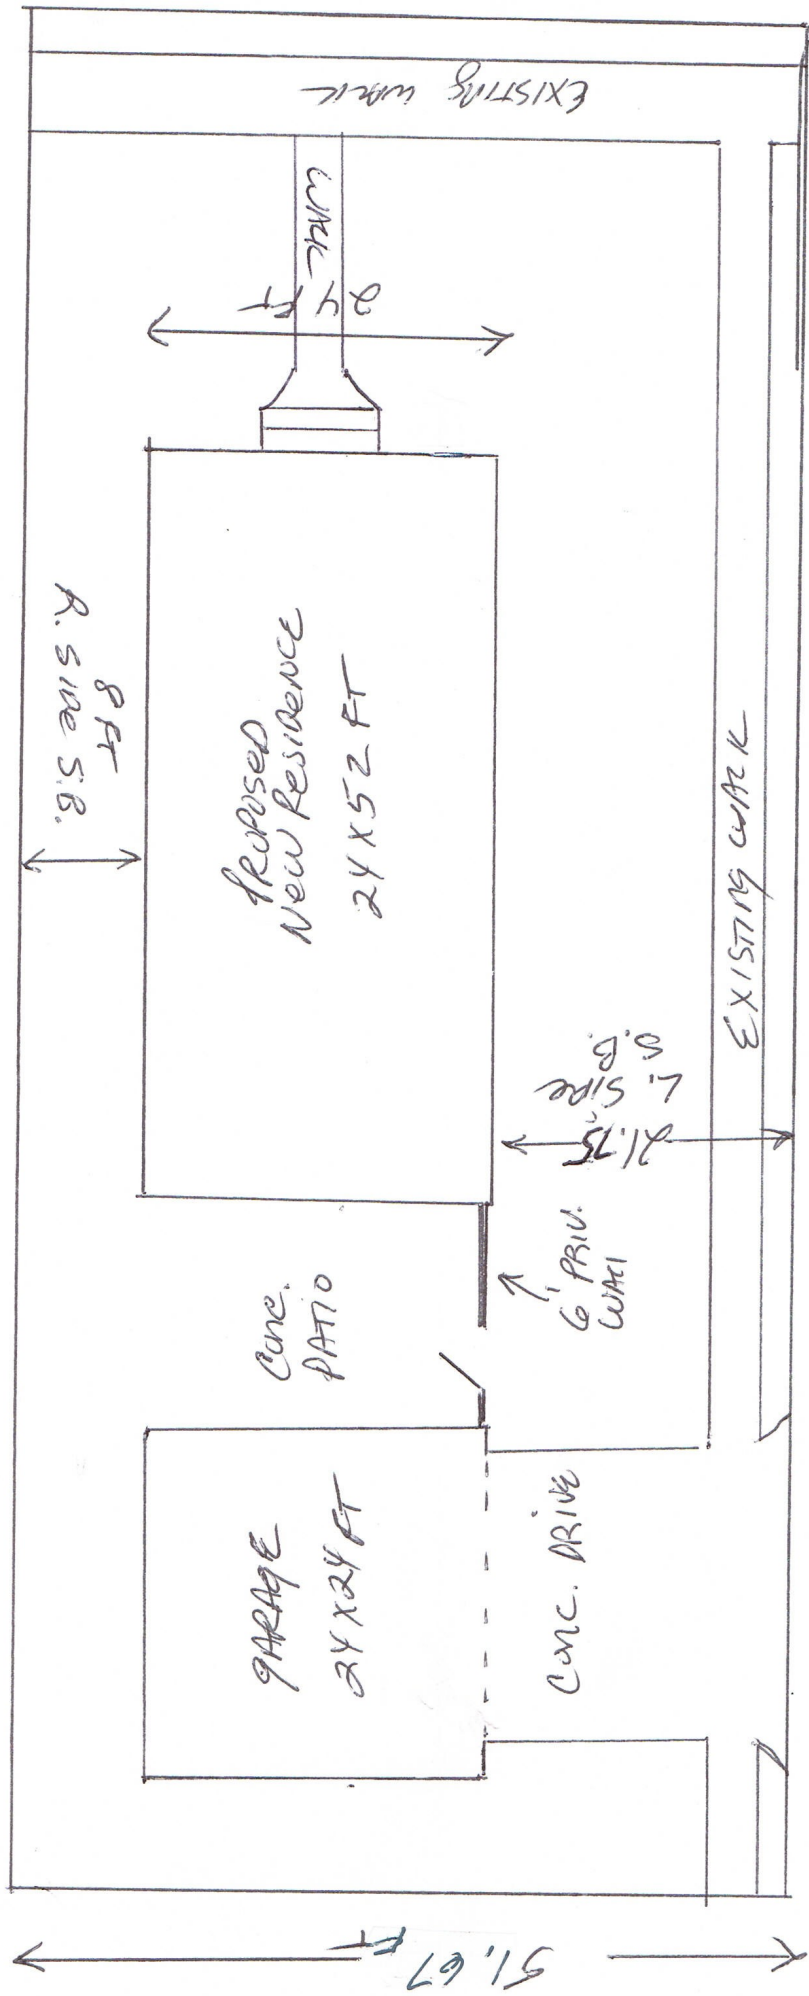 EXISTING WALK
WALK
24 FT
8 FT
R. SIDE S.B.
PROPOSED
NEW RESIDENCE
24 X 52 FT
EXISTING WALK
21.75'
L. SIDE
S.B.
6' PRIV.
WALL
CONC.
PATIO
GARAGE
24 X 24 FT
CONC. DRIVE
51.67 FT